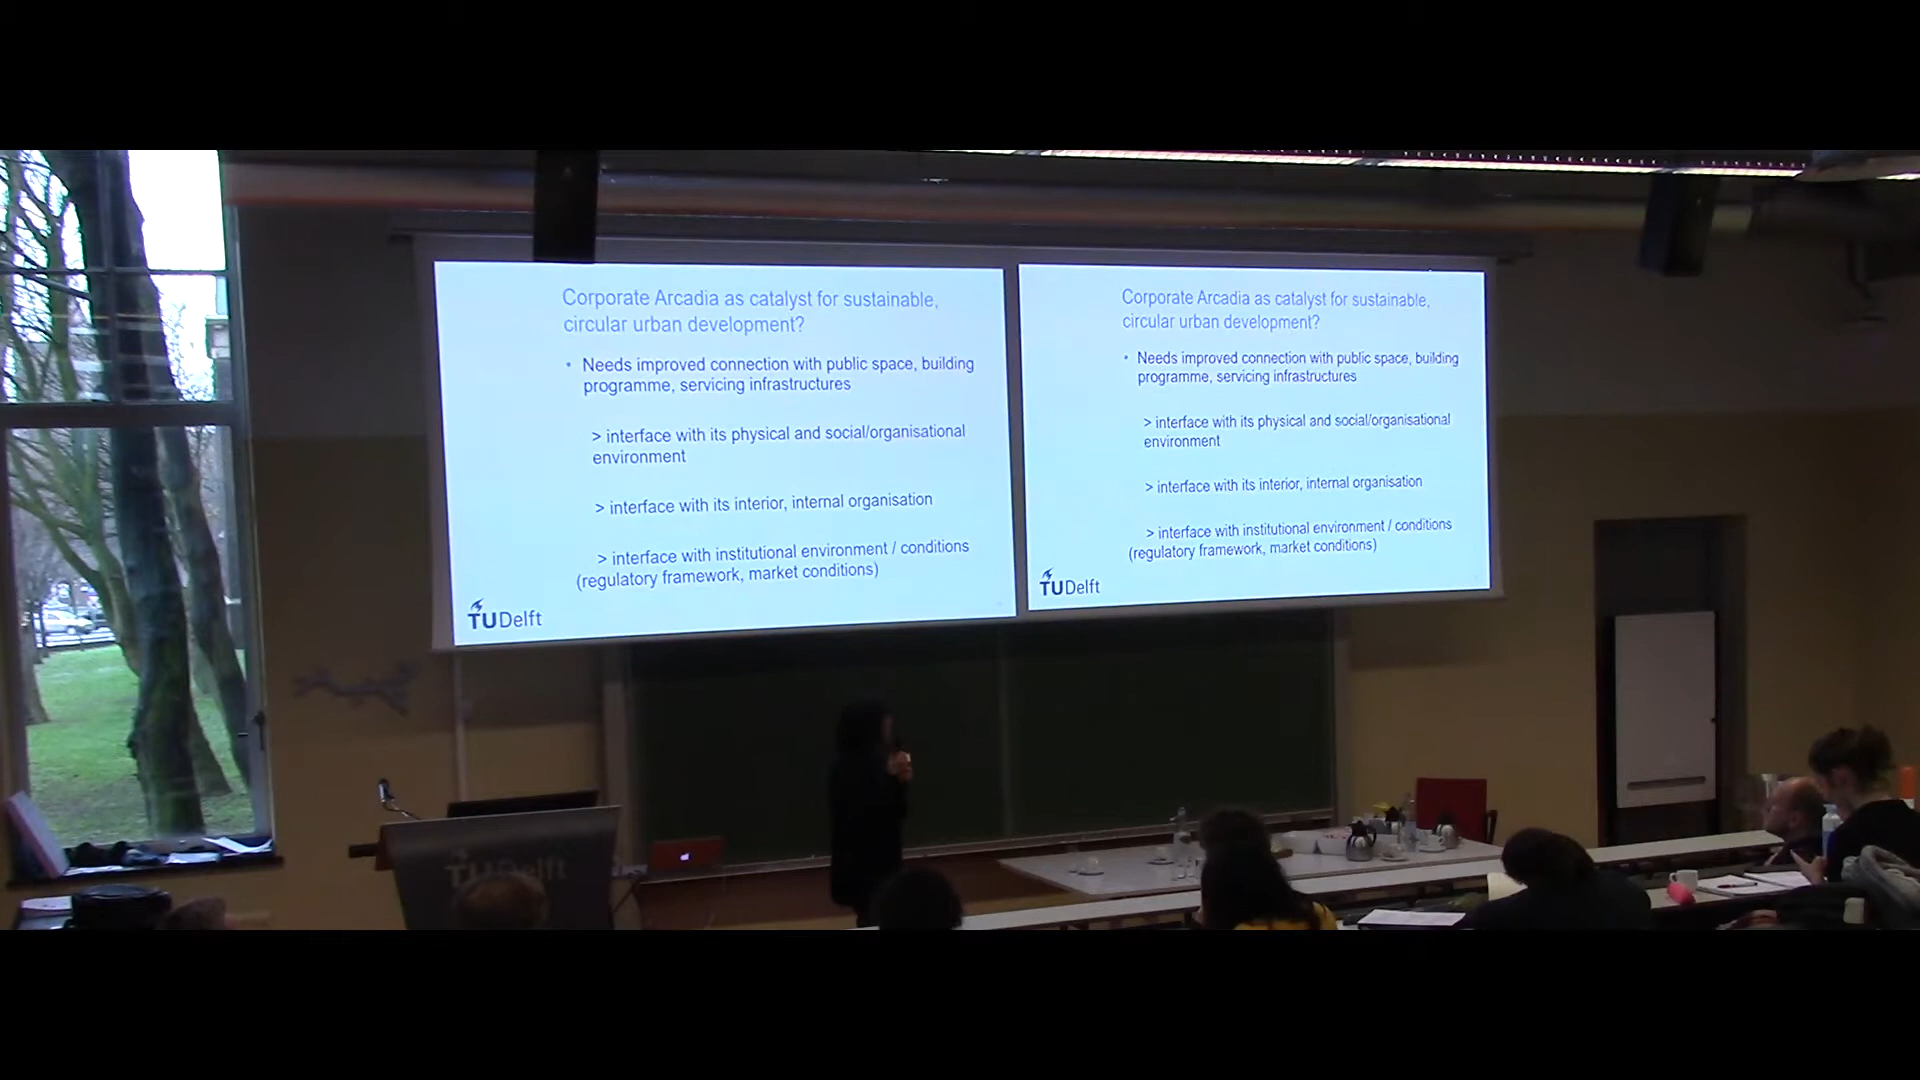 Corporate Arcadia as catalyst for sustainable,
circular urban development?
• Needs improved connection with public space, building
programme, servicing infrastructures
> interface with its physical and social/organisational
environment
> interface with its interior, internal organisation
> interface with institutional environment / conditions
(regulatory framework, market conditions)
TUDelft
Corporate Arcadia as catalyst for sustainable,
circular urban development?
• Needs improved connection with public space, building
programme, servicing infrastructures
> interface with its physical and social/organisational
environment
> interface with its interior, internal organisation
> interface with institutional environment / conditions
(regulatory framework, market conditions)
TUDelft
TUDelft